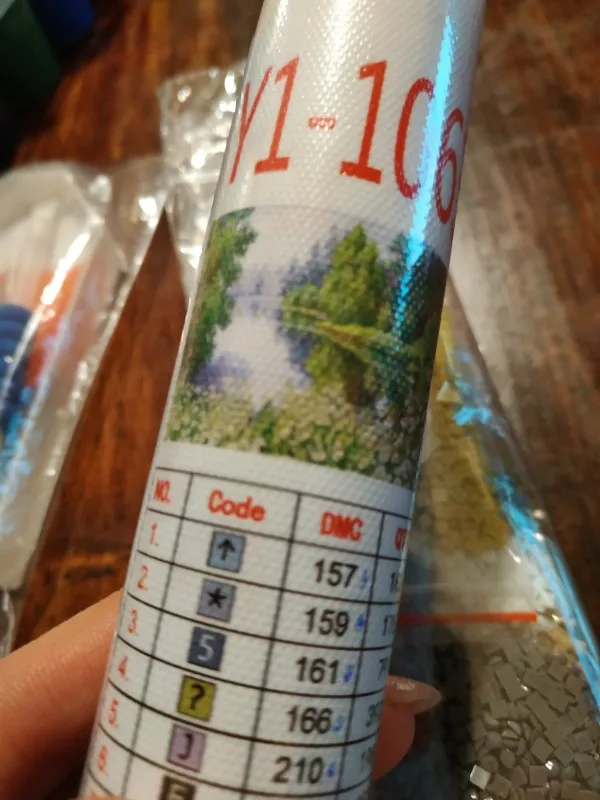 Y1-106
NO. Code DMC
1. ↑ 157
2. * 159
3. 5 161
4. ? 166
5. J 210
6.